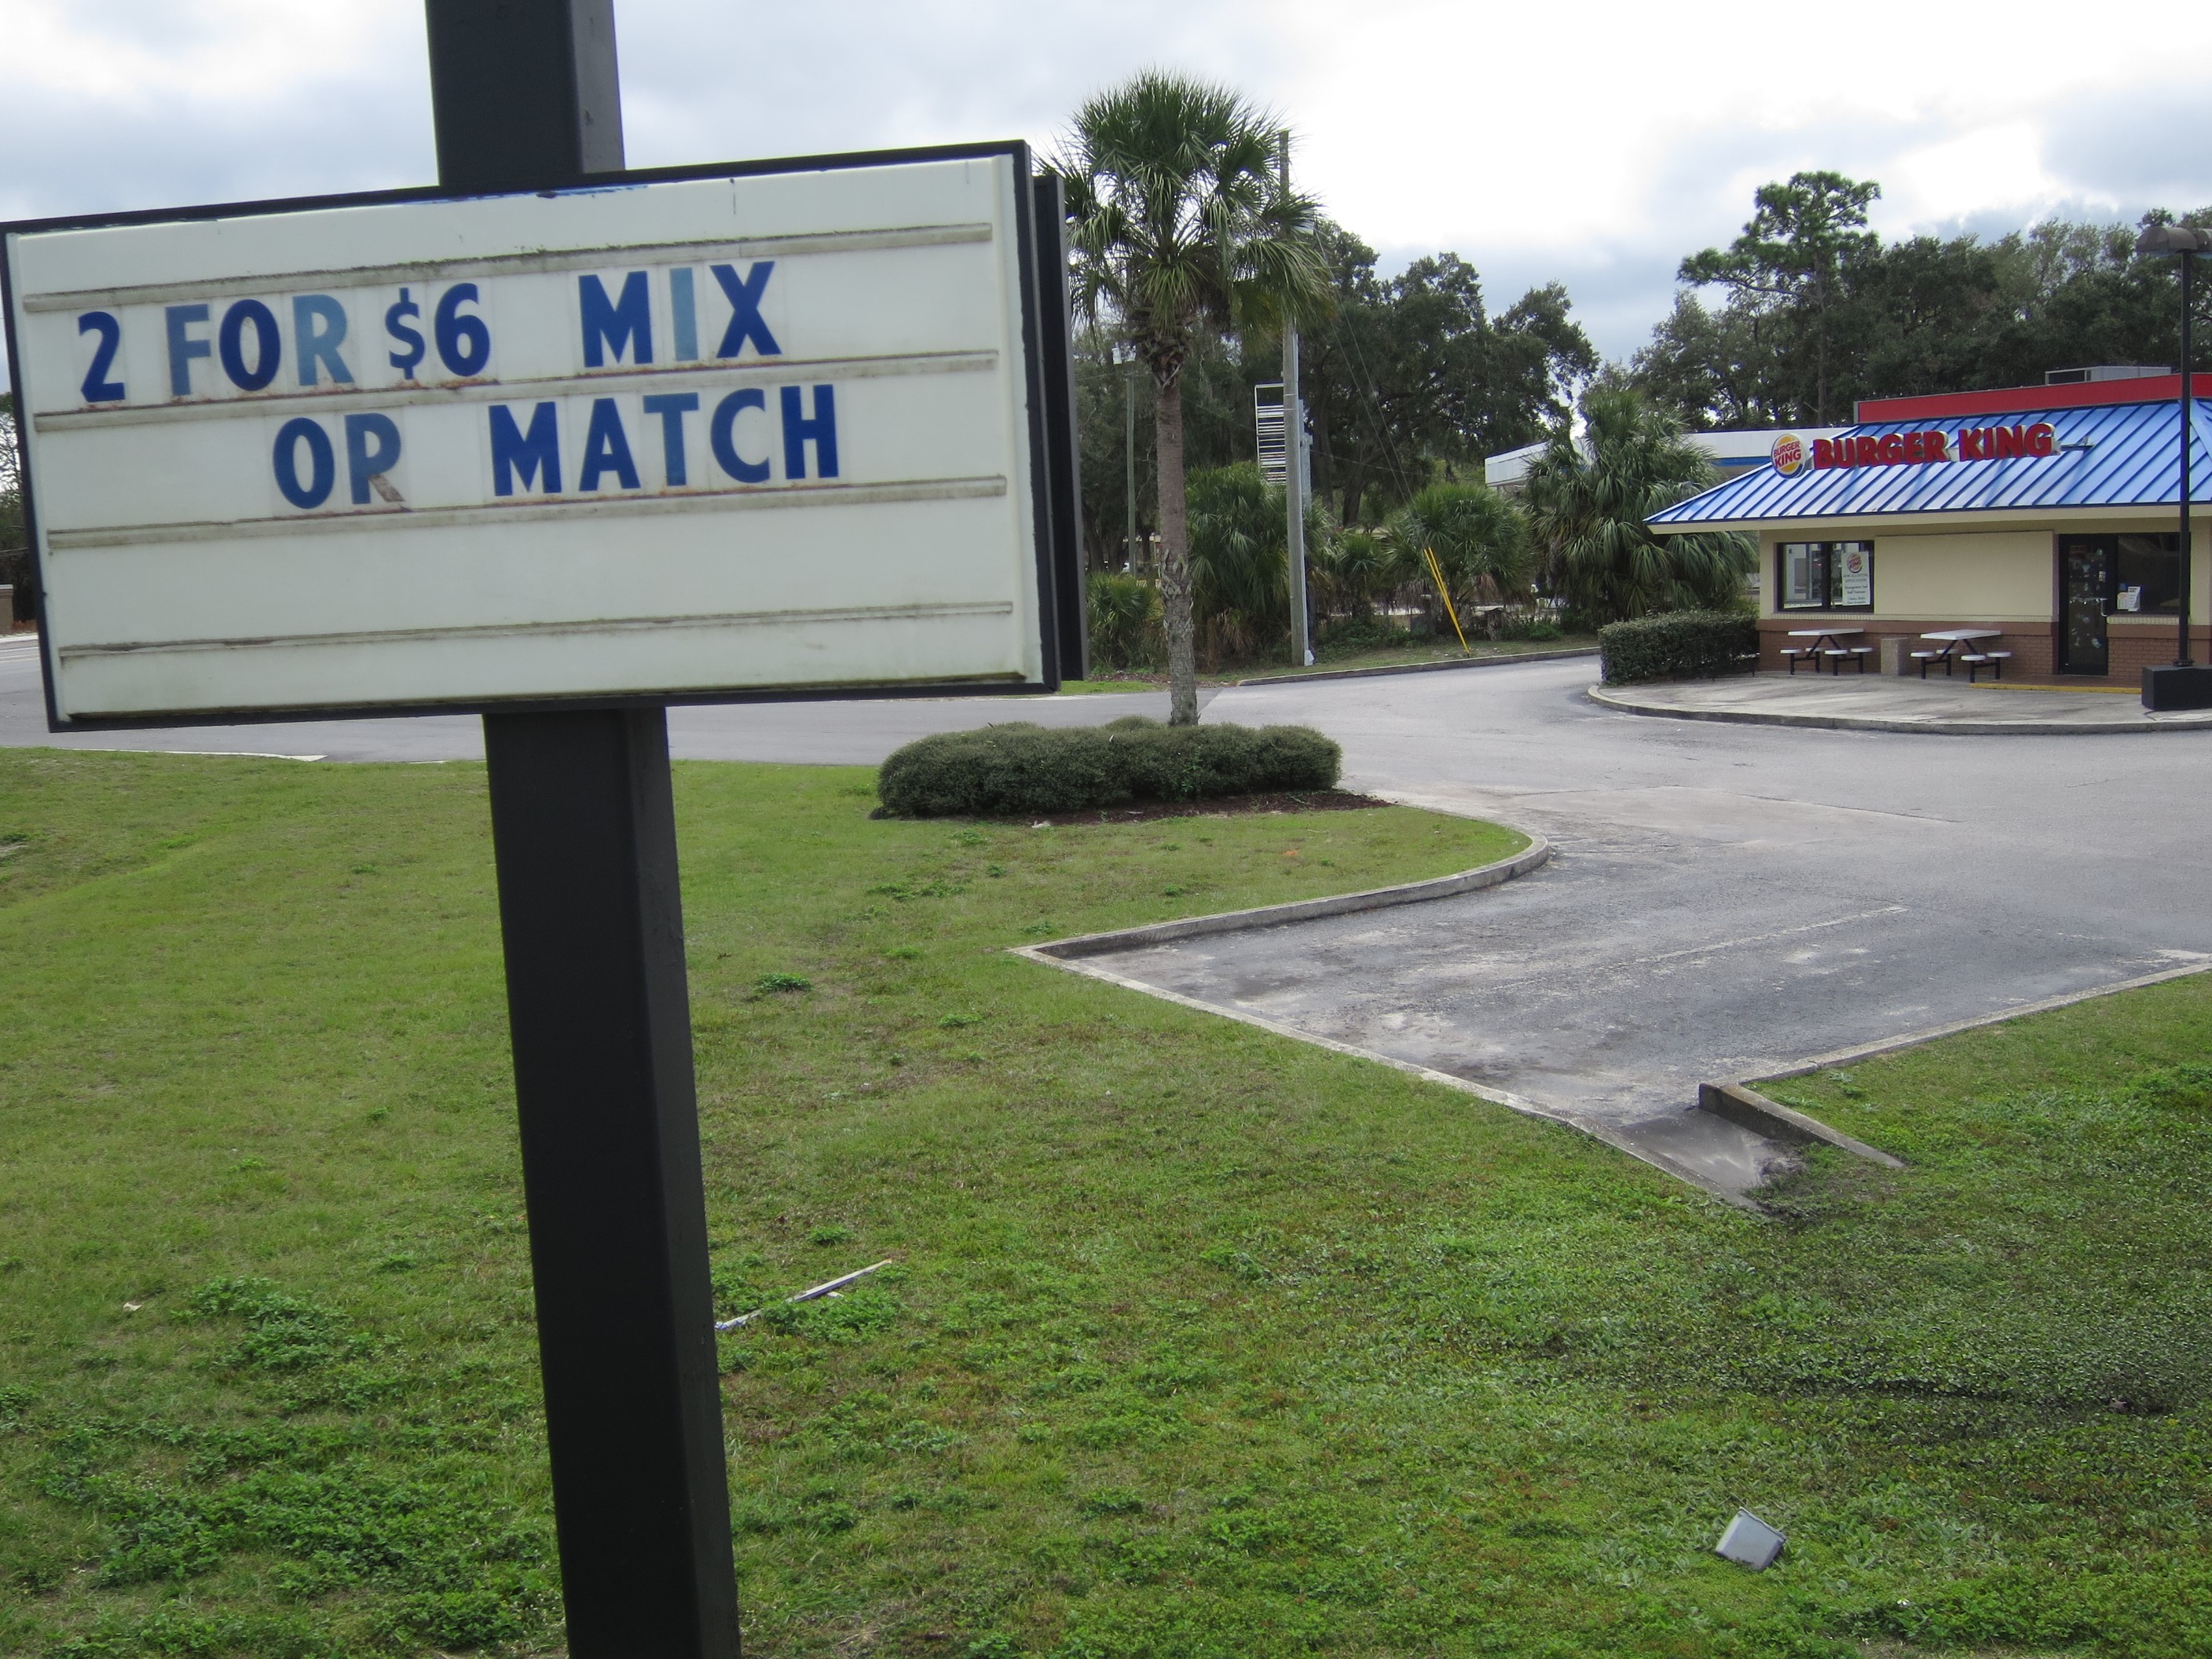 2 FOR $6 MIX
OR MATCH
BURGER KING
BURGER KING